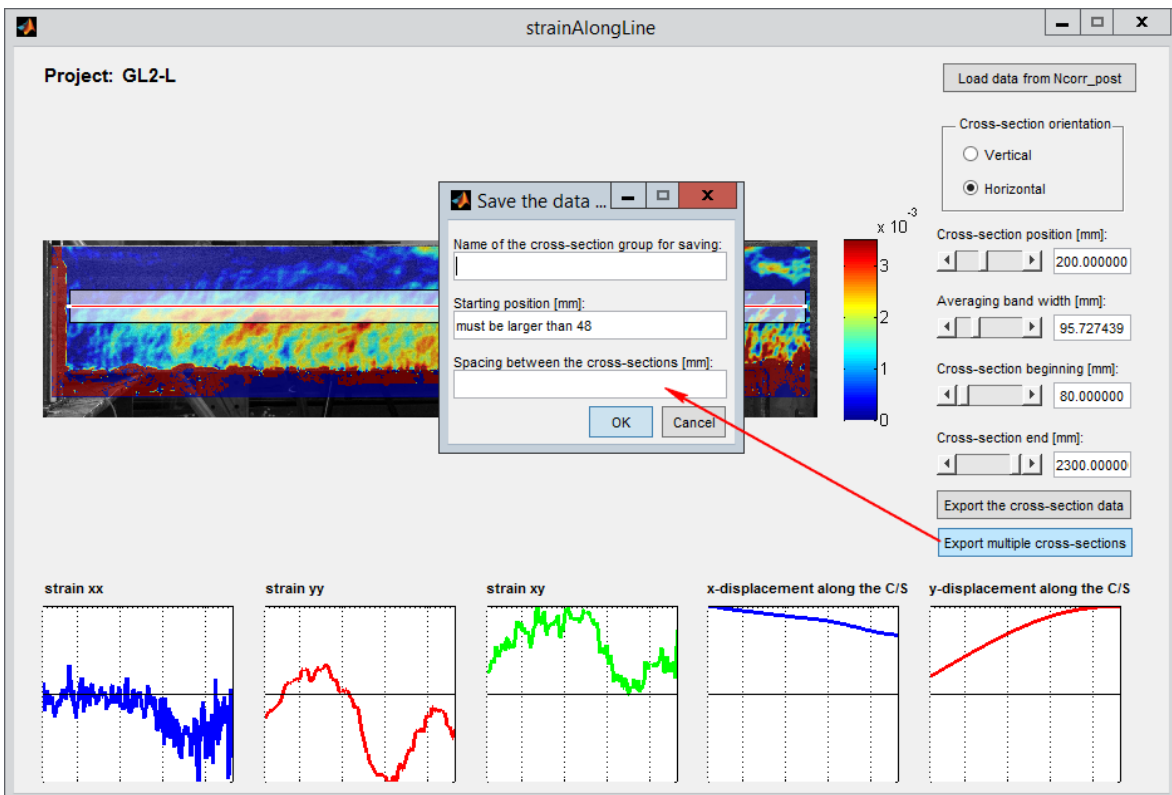 strainAlongLine
Project: GL2-L
Load data from Ncorr_post
Cross-section orientation
Vertical
Horizontal
Save the data ...
Name of the cross-section group for saving:
Starting position [mm]:
must be larger than 48
Spacing between the cross-sections [mm]:
OK
Cancel
x 10-3
3
2
1
0
Cross-section position [mm]:
200.000000
Averaging band width [mm]:
95.727439
Cross-section beginning [mm]:
80.000000
Cross-section end [mm]:
2300.00000
Export the cross-section data
Export multiple cross-sections
strain xx
strain yy
strain xy
x-displacement along the C/S
y-displacement along the C/S